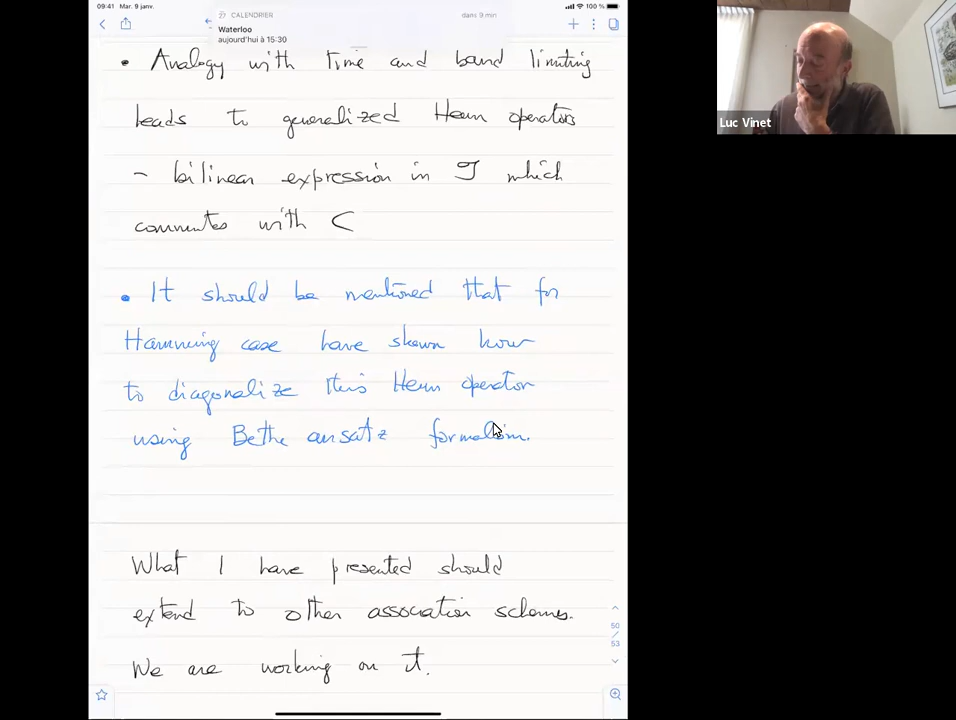 09:41 Mar. 9 janv.
CALENDRIER
dans 9 min
Waterloo
aujourd'hui à 15:30
100 %
• Analogy with time and band limiting
leads to generalized Heun operators
~ bilinear expression in J which
commutes with C
• It should be mentioned that for
Hamming case have shown how
to diagonalize this Heun operator
using Bethe ansatz formalism.
What I have presented should
extend to other association schemes.
We are working on it.
50
/
53
Luc Vinet